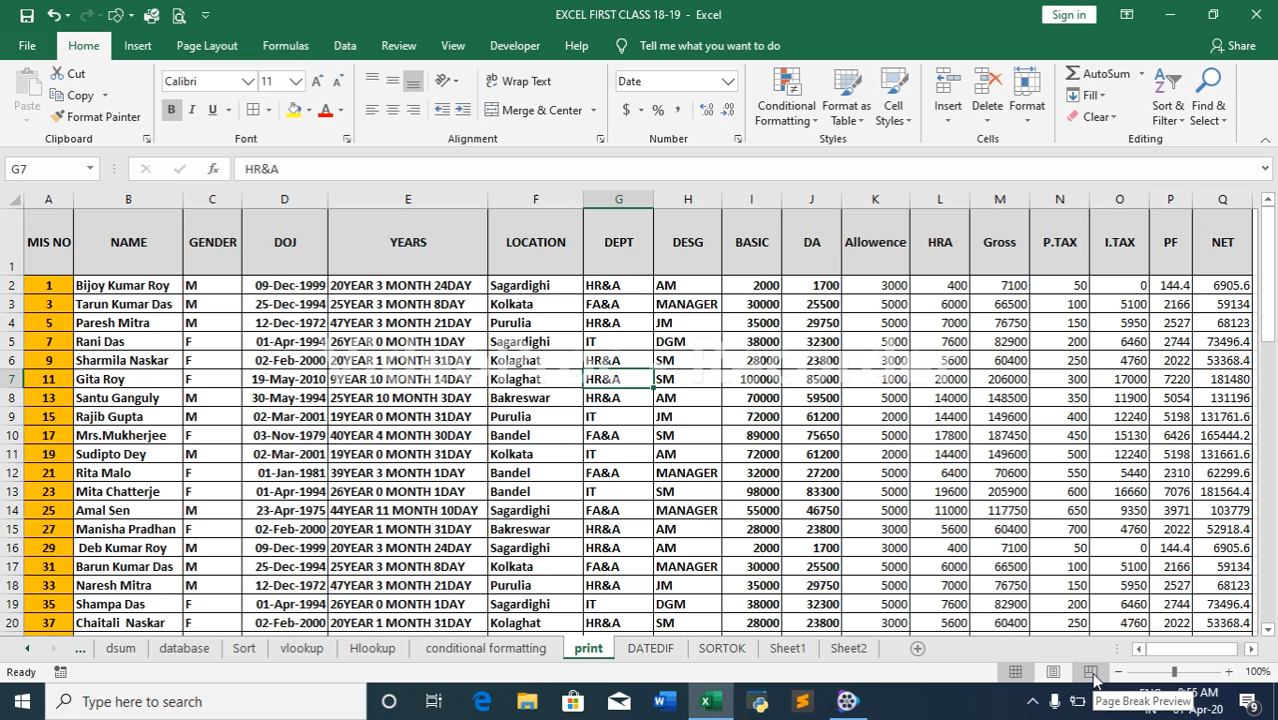 EXCEL FIRST CLASS 18-19 - Excel
Sign in
File Home Insert Page Layout Formulas Data Review View Developer Help Tell me what you want to do Share
Cut
Copy
Format Painter
Paste
Clipboard
Calibri 11
B I U
Font
Wrap Text
Merge & Center
Alignment
Date
$ % ,
Number
Conditional Formatting
Format as Table
Cell Styles
Styles
Insert Delete Format
Cells
AutoSum
Fill
Clear
Sort & Filter
Find & Select
Editing
G7 fx HR&A
A B C D E F G H I J K L M N O P Q
1 MIS NO NAME GENDER DOJ YEARS LOCATION DEPT DESG BASIC DA Allowence HRA Gross P.TAX I.TAX PF NET
2 1 Bijoy Kumar Roy M 09-Dec-1999 20YEAR 3 MONTH 24DAY Sagardighi HR&A AM 2000 1700 3000 400 7100 50 0 144.4 6905.6
3 3 Tarun Kumar Das M 25-Dec-1994 25YEAR 3 MONTH 8DAY Kolkata FA&A MANAGER 30000 25500 5000 6000 66500 100 5100 2166 59134
4 5 Paresh Mitra M 12-Dec-1972 47YEAR 3 MONTH 21DAY Purulia HR&A JM 35000 29750 5000 7000 76750 150 5950 2527 68123
5 7 Rani Das F 01-Apr-1994 26YEAR 0 MONTH 1DAY Sagardighi IT DGM 38000 32300 5000 7600 82900 200 6460 2744 73496.4
6 9 Sharmila Naskar F 02-Feb-2000 20YEAR 1 MONTH 31DAY Kolaghat HR&A SM 28000 23800 3000 5600 60400 250 4760 2022 53368.4
7 11 Gita Roy F 19-May-2010 9YEAR 10 MONTH 14DAY Kolaghat HR&A SM 100000 85000 1000 20000 206000 300 17000 7220 181480
8 13 Santu Ganguly M 30-May-1994 25YEAR 10 MONTH 3DAY Bakreswar HR&A AM 70000 59500 5000 14000 148500 350 11900 5054 131196
9 15 Rajib Gupta M 02-Mar-2001 19YEAR 0 MONTH 31DAY Purulia IT JM 72000 61200 2000 14400 149600 400 12240 5198 131761.6
10 17 Mrs.Mukherjee F 03-Nov-1979 40YEAR 4 MONTH 30DAY Bandel FA&A SM 89000 75650 5000 17800 187450 450 15130 6426 165444.2
11 19 Sudipto Dey M 02-Mar-2001 19YEAR 0 MONTH 31DAY Kolkata IT AM 72000 61200 2000 14400 149600 500 12240 5198 131661.6
12 21 Rita Malo F 01-Jan-1981 39YEAR 3 MONTH 1DAY Bandel FA&A MANAGER 32000 27200 5000 6400 70600 550 5440 2310 62299.6
13 23 Mita Chatterje F 01-Apr-1994 26YEAR 0 MONTH 1DAY Bandel IT SM 98000 83300 5000 19600 205900 600 16660 7076 181564.4
14 25 Amal Sen M 23-Apr-1975 44YEAR 11 MONTH 10DAY Sagardighi FA&A MANAGER 55000 46750 5000 11000 117750 650 9350 3971 103779
15 27 Manisha Pradhan F 02-Feb-2000 20YEAR 1 MONTH 31DAY Bakreswar HR&A AM 28000 23800 3000 5600 60400 700 4760 2022 52918.4
16 29 Deb Kumar Roy M 09-Dec-1999 20YEAR 3 MONTH 24DAY Sagardighi HR&A AM 2000 1700 3000 400 7100 50 0 144.4 6905.6
17 31 Barun Kumar Das M 25-Dec-1994 25YEAR 3 MONTH 8DAY Kolkata FA&A MANAGER 30000 25500 5000 6000 66500 100 5100 2166 59134
18 33 Naresh Mitra M 12-Dec-1972 47YEAR 3 MONTH 21DAY Purulia HR&A JM 35000 29750 5000 7000 76750 150 5950 2527 68123
19 35 Shampa Das F 01-Apr-1994 26YEAR 0 MONTH 1DAY Sagardighi IT DGM 38000 32300 5000 7600 82900 200 6460 2744 73496.4
20 37 Chaitali Naskar F 02-Feb-2000 20YEAR 1 MONTH 31DAY Kolaghat HR&A SM 28000 23800 3000 5600 60400 250 4760 2022 53368.4
... dsum database Sort vlookup Hlookup conditional formatting print DATEDIF SORTOK Sheet1 Sheet2
Ready 100%
Type here to search
Page Break Preview
9